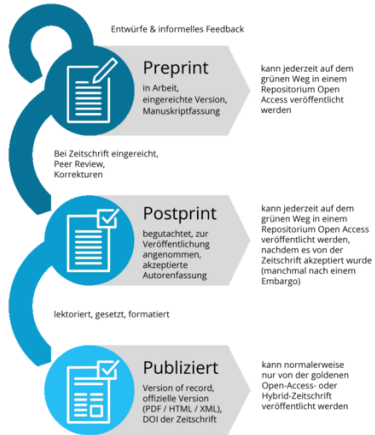 Entwürfe & informelles Feedback
Preprint
in Arbeit,
eingereichte Version,
Manuskriptfassung
kann jederzeit auf dem
grünen Weg in einem
Repositorium Open
Access veröffentlicht
werden
Bei Zeitschrift eingereicht,
Peer Review,
Korrekturen
Postprint
begutachtet, zur
Veröffentlichung
angenommen,
akzeptierte
Autorenfassung
kann jederzeit auf dem
grünen Weg in einem
Repositorium Open Access
veröffentlicht werden,
nachdem es von der
Zeitschrift akzeptiert wurde
(manchmal nach einem
Embargo)
lektoriert, gesetzt, formatiert
Publiziert
Version of record,
offizielle Version
(PDF / HTML / XML),
DOI der Zeitschrift
kann normalerweise
nur von der goldenen
Open-Access- oder
Hybrid-Zeitschrift
veröffentlicht werden